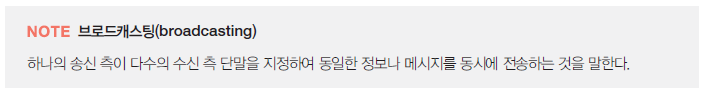 NOTE 브로드캐스팅(broadcasting)
하나의 송신 측이 다수의 수신 측 단말을 지정하여 동일한 정보나 메시지를 동시에 전송하는 것을 말한다.